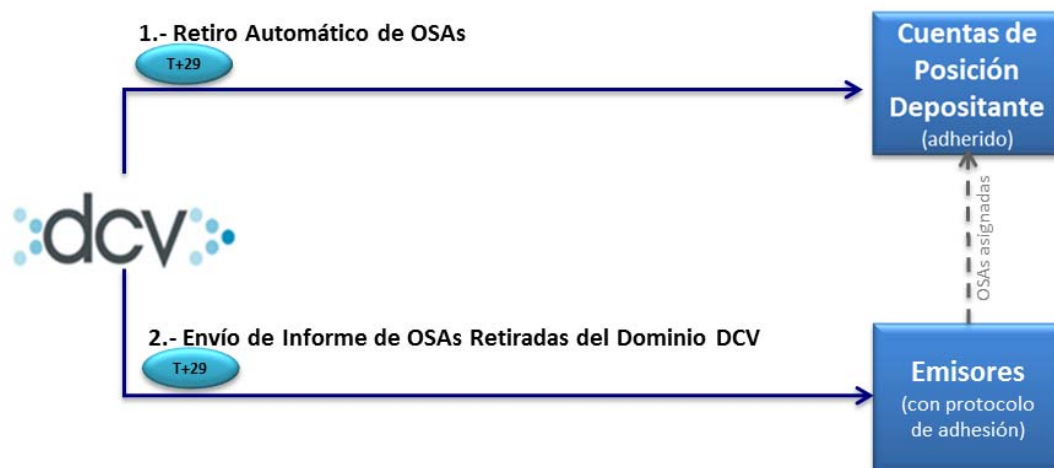 1.- Retiro Automático de OSAs
T+29
Cuentas de
Posición
Depositante
(adherido)
dcv
OSAs asignadas
2.- Envío de Informe de OSAs Retiradas del Dominio DCV
T+29
Emisores
(con protocolo
de adhesión)